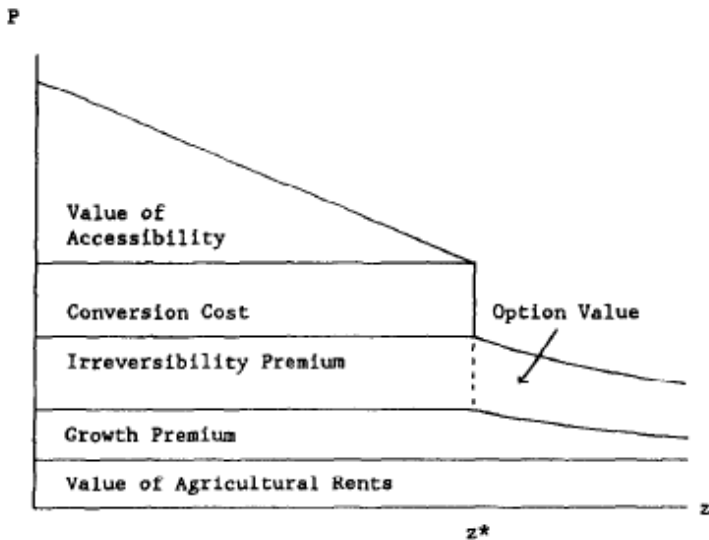 P
Value of
Accessibility
Conversion Cost
Option Value
Irreversibility Premium
Growth Premium
Value of Agricultural Rents
z
z*